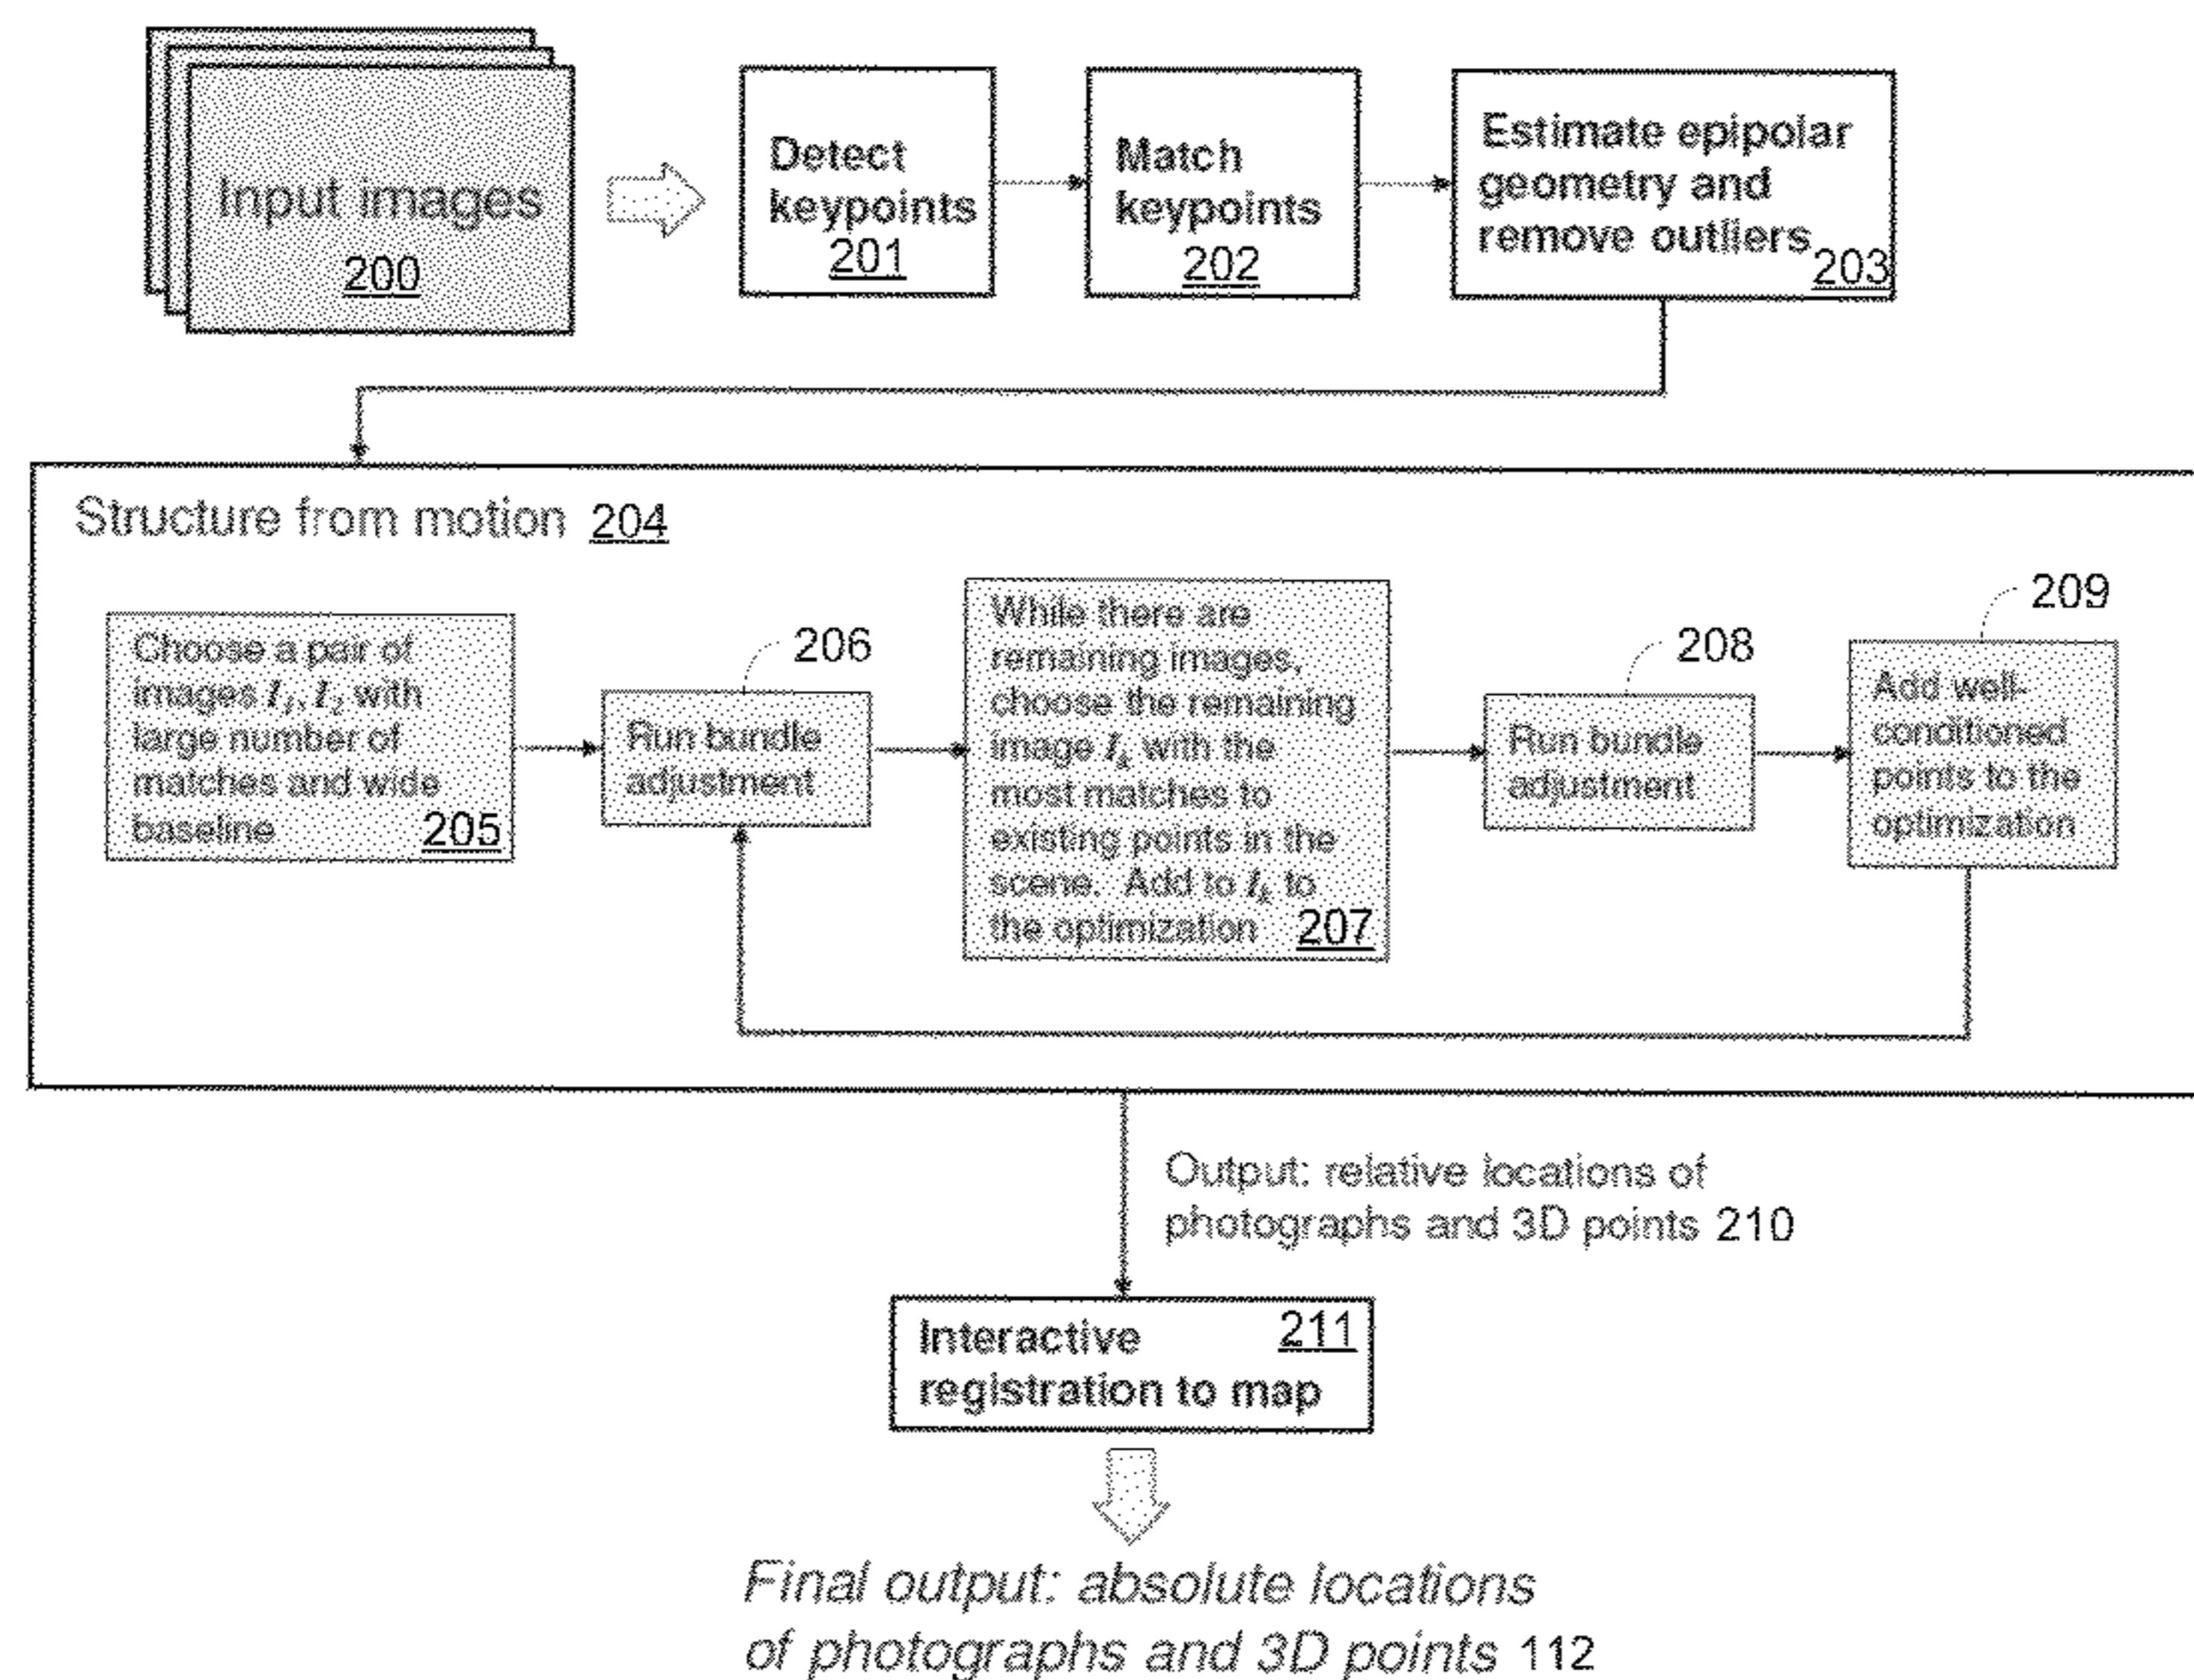 Input images
200
Detect
keypoints
201
Match
keypoints
202
Estimate epipolar
geometry and
remove outliers
203
Structure from motion 204
Choose a pair of
images I1, I2 with
large number of
matches and wide
baseline 205
206
Run bundle
adjustment
While there are
remaining images,
choose the remaining
image Ik with the
most matches to
existing points in the
scene. Add to Ik to
the optimization 207
208
Run bundle
adjustment
209
Add well-
conditioned
points to the
optimization
Output: relative locations of
photographs and 3D points 210
Interactive 211
registration to map
Final output: absolute locations
of photographs and 3D points 112